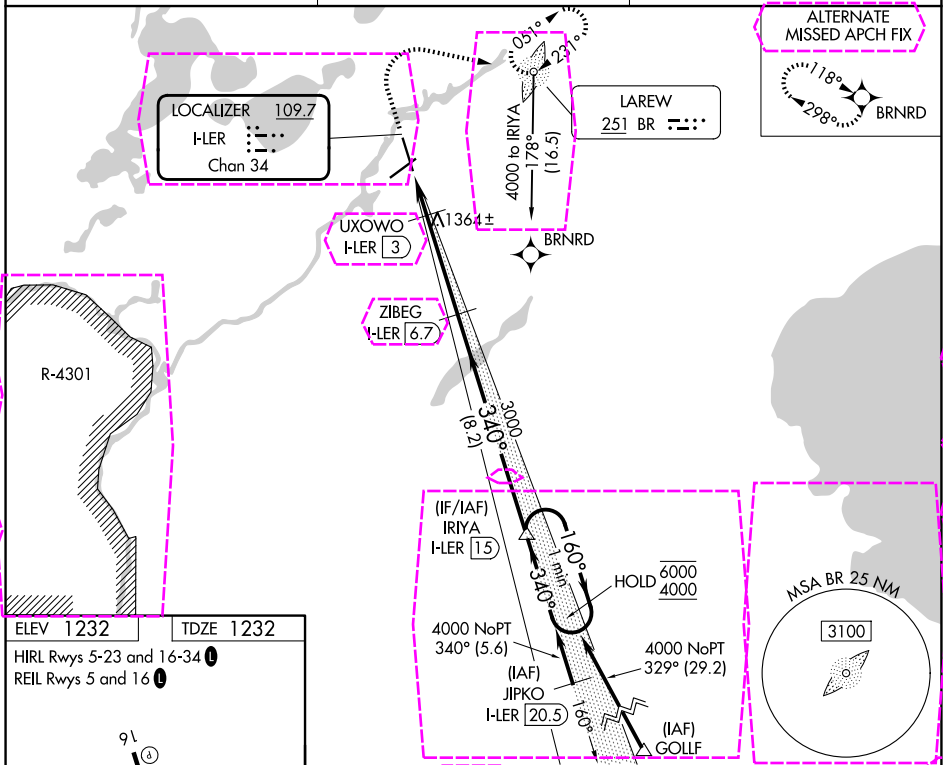 ALTERNATE
MISSED APCH FIX
118°
298°
BRNRD
051°
231°
LOCALIZER 109.7
I-LER
Chan 34
LAREW
251 BR
4000 to IRIYA
178°
(16.5)
BRNRD
UXOWO
I-LER 3
1364±
ZIBEG
I-LER 6.7
R-4301
340°
(8.2)
3000
(IF/IAF)
IRIYA
I-LER 15
160°
1 min
340°
HOLD 6000
4000
4000 NoPT
340° (5.6)
4000 NoPT
329° (29.2)
(IAF)
JIPKO
I-LER 20.5
160°
(IAF)
GOLLF
MSA BR 25 NM
3100
ELEV 1232
TDZE 1232
HIRL Rwys 5-23 and 16-34 L
REIL Rwys 5 and 16 L
16
P